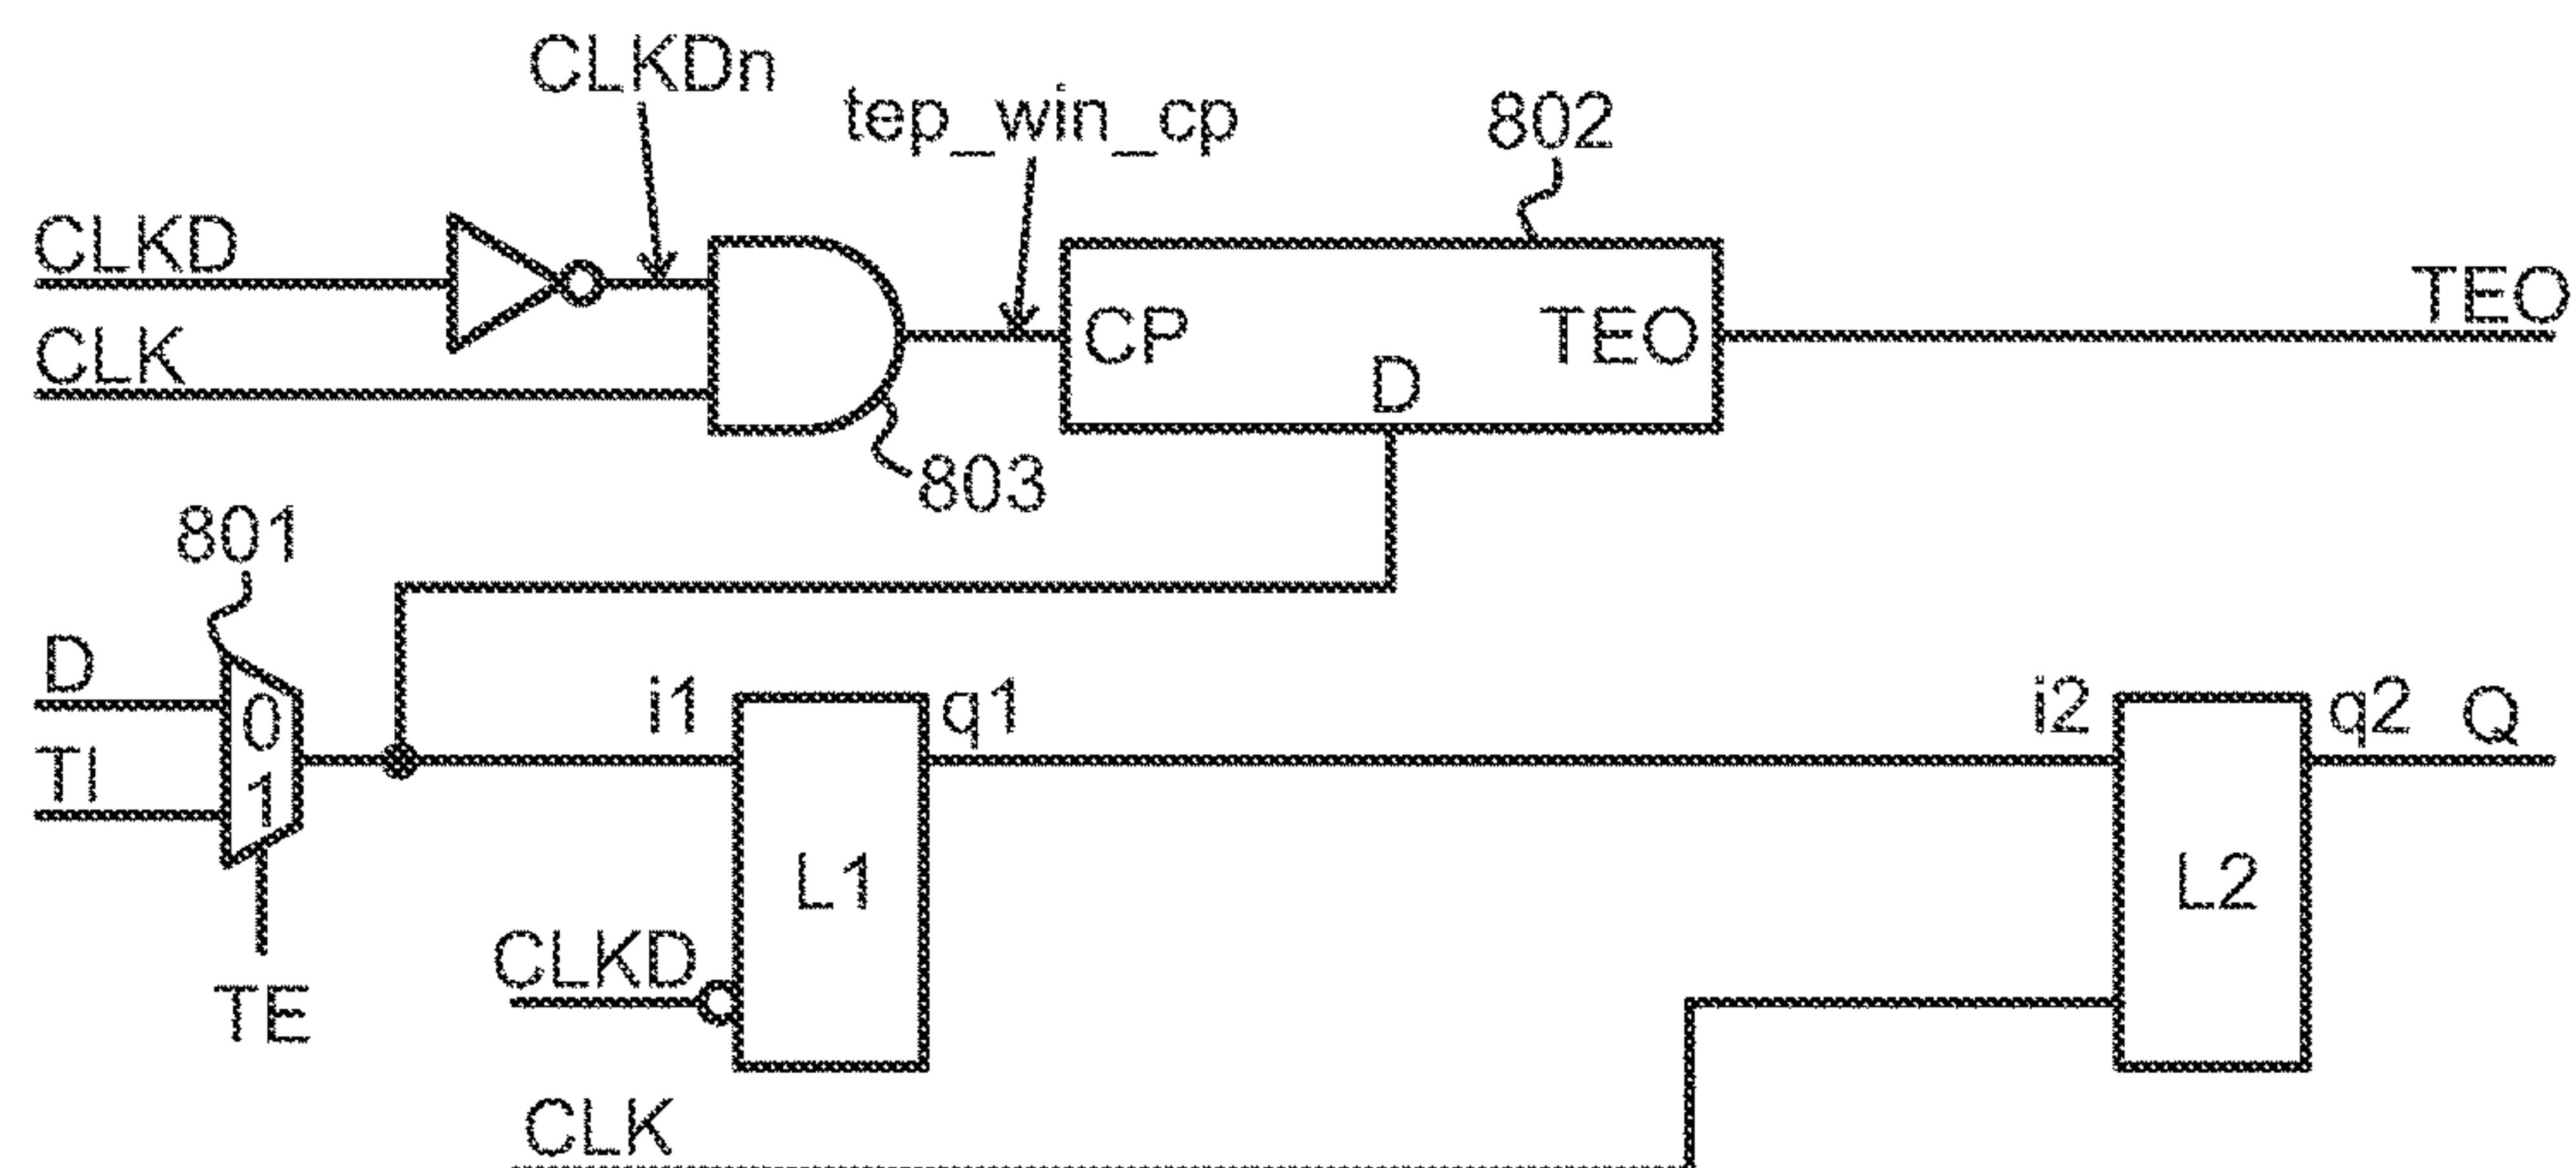 CLKDn
tep_win_cp
802
CLKD
CLK
CP
TEO
D
TEO
803
801
D
TI
0
1
TE
i1
q1
L1
CLKD
CLK
i2
q2
Q
L2